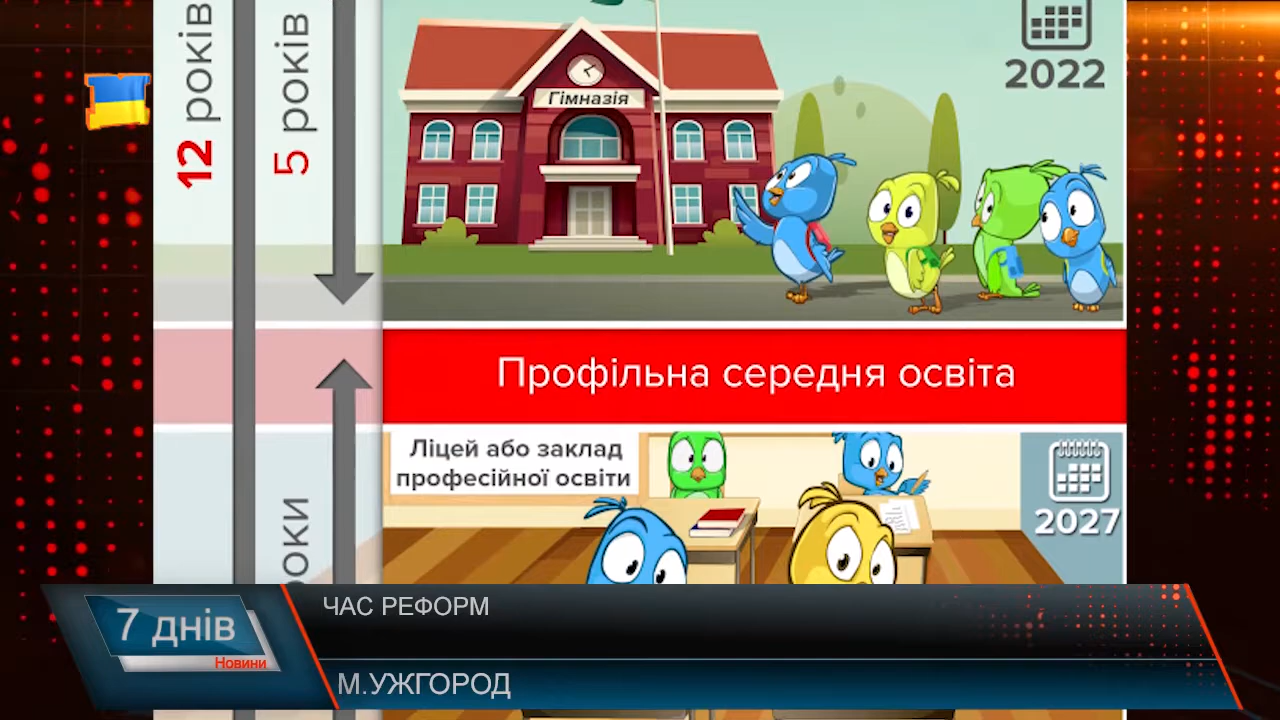 12 років
5 років
Гімназія
2022
Профільна середня освіта
Ліцей або заклад
професійної освіти
2027
7 днів
Новини
ЧАС РЕФОРМ
М.УЖГОРОД